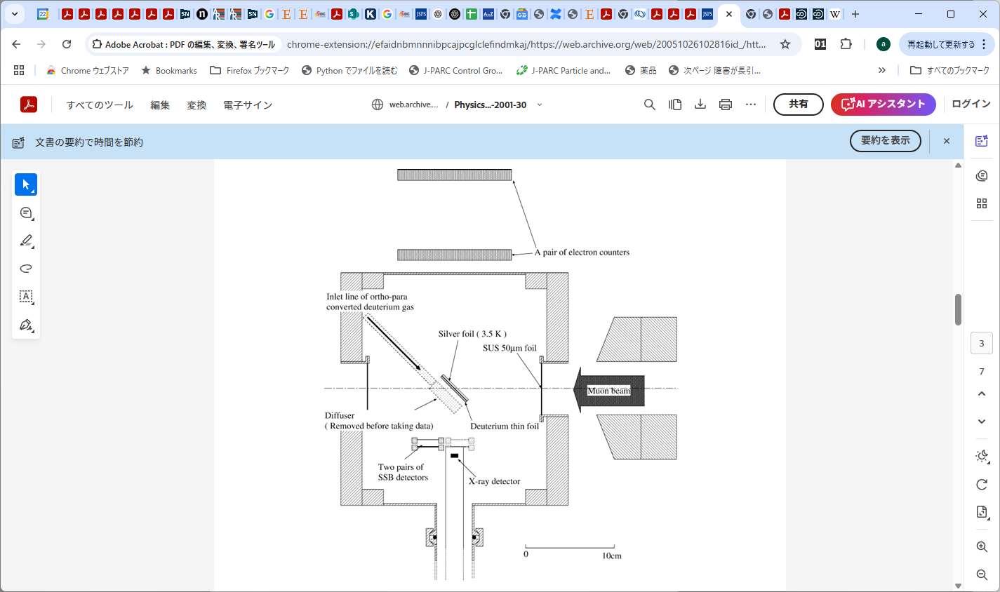 22
Adobe Acrobat : PDF の編集、変換、署名ツール
chrome-extension://efaidnbmnnnibpcajpcglclefindmkaj/https://web.archive.org/web/20051026102816id_/htt...
01
a
再起動して更新する
Chrome ウェブストア
Bookmarks
Firefox ブックマーク
Python でファイルを読む
J-PARC Control Gro...
J-PARC Particle and...
薬品
次ページ 障害が長引...
すべてのブックマーク
すべてのツール
編集
変換
電子サイン
web.archive....
/
Physics...-2001-30
共有
AI アシスタント
ログイン
文書の要約で時間を節約
要約を表示
A pair of electron counters
Inlet line of ortho-para
converted deuterium gas
Silver foil ( 3.5 K )
SUS 50μm foil
Muon beam
Diffuser
( Removed before taking data)
Deuterium thin foil
Two pairs of
SSB detectors
X-ray detector
0
10cm
3
7